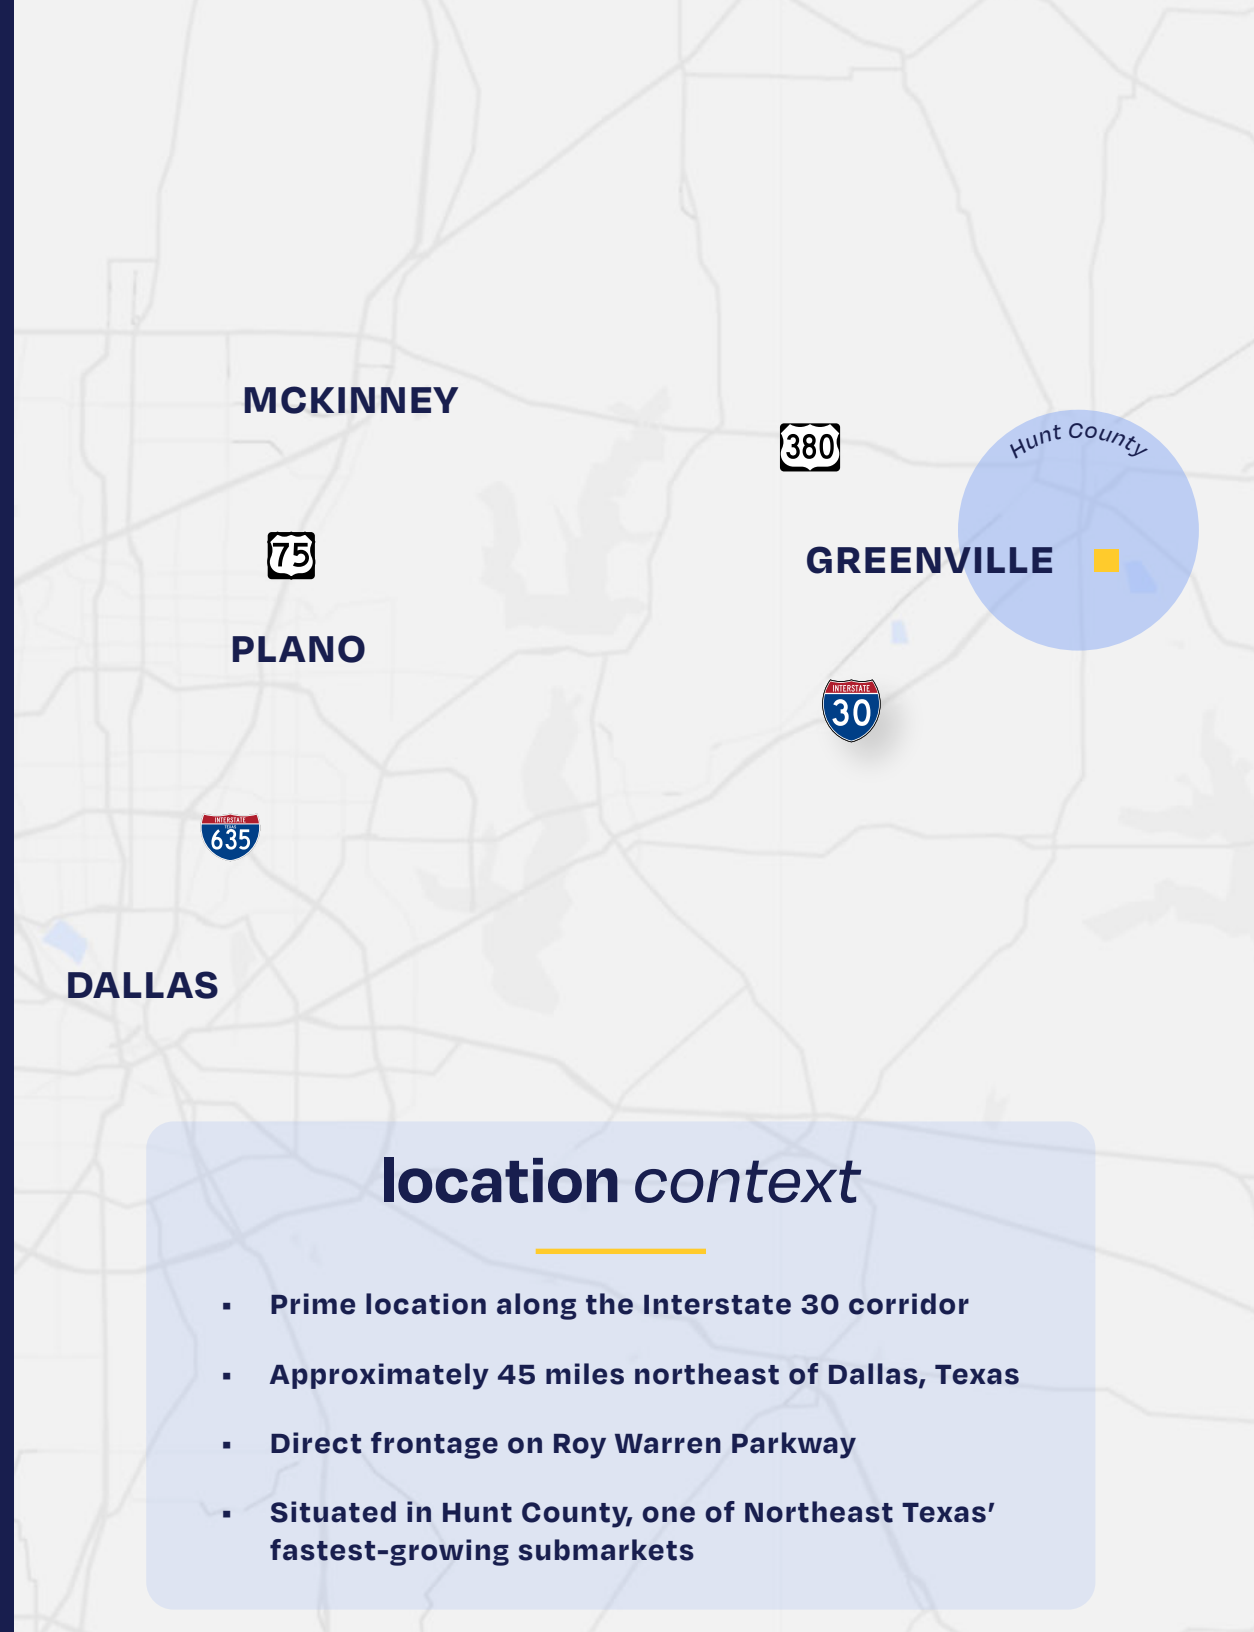 MCKINNEY
380
Hunt County
75
GREENVILLE
PLANO
INTERSTATE
30
INTERSTATE
TEXAS
635
DALLAS
location context
▪ Prime location along the Interstate 30 corridor
▪ Approximately 45 miles northeast of Dallas, Texas
▪ Direct frontage on Roy Warren Parkway
▪ Situated in Hunt County, one of Northeast Texas’
fastest-growing submarkets